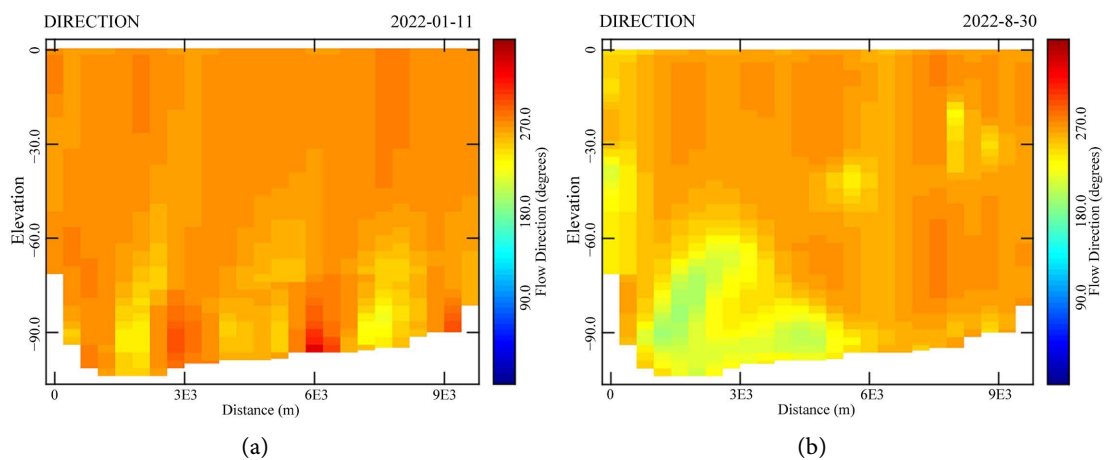 DIRECTION 2022-01-11
0
−30.0
−60.0
−90.0
Elevation
0 3E3 6E3 9E3
Distance (m)
270.0
180.0
90.0
Flow Direction (degrees)
(a)
DIRECTION 2022-8-30
0
−30.0
−60.0
−90.0
Elevation
0 3E3 6E3 9E3
Distance (m)
270.0
180.0
90.0
Flow Direction (degrees)
(b)